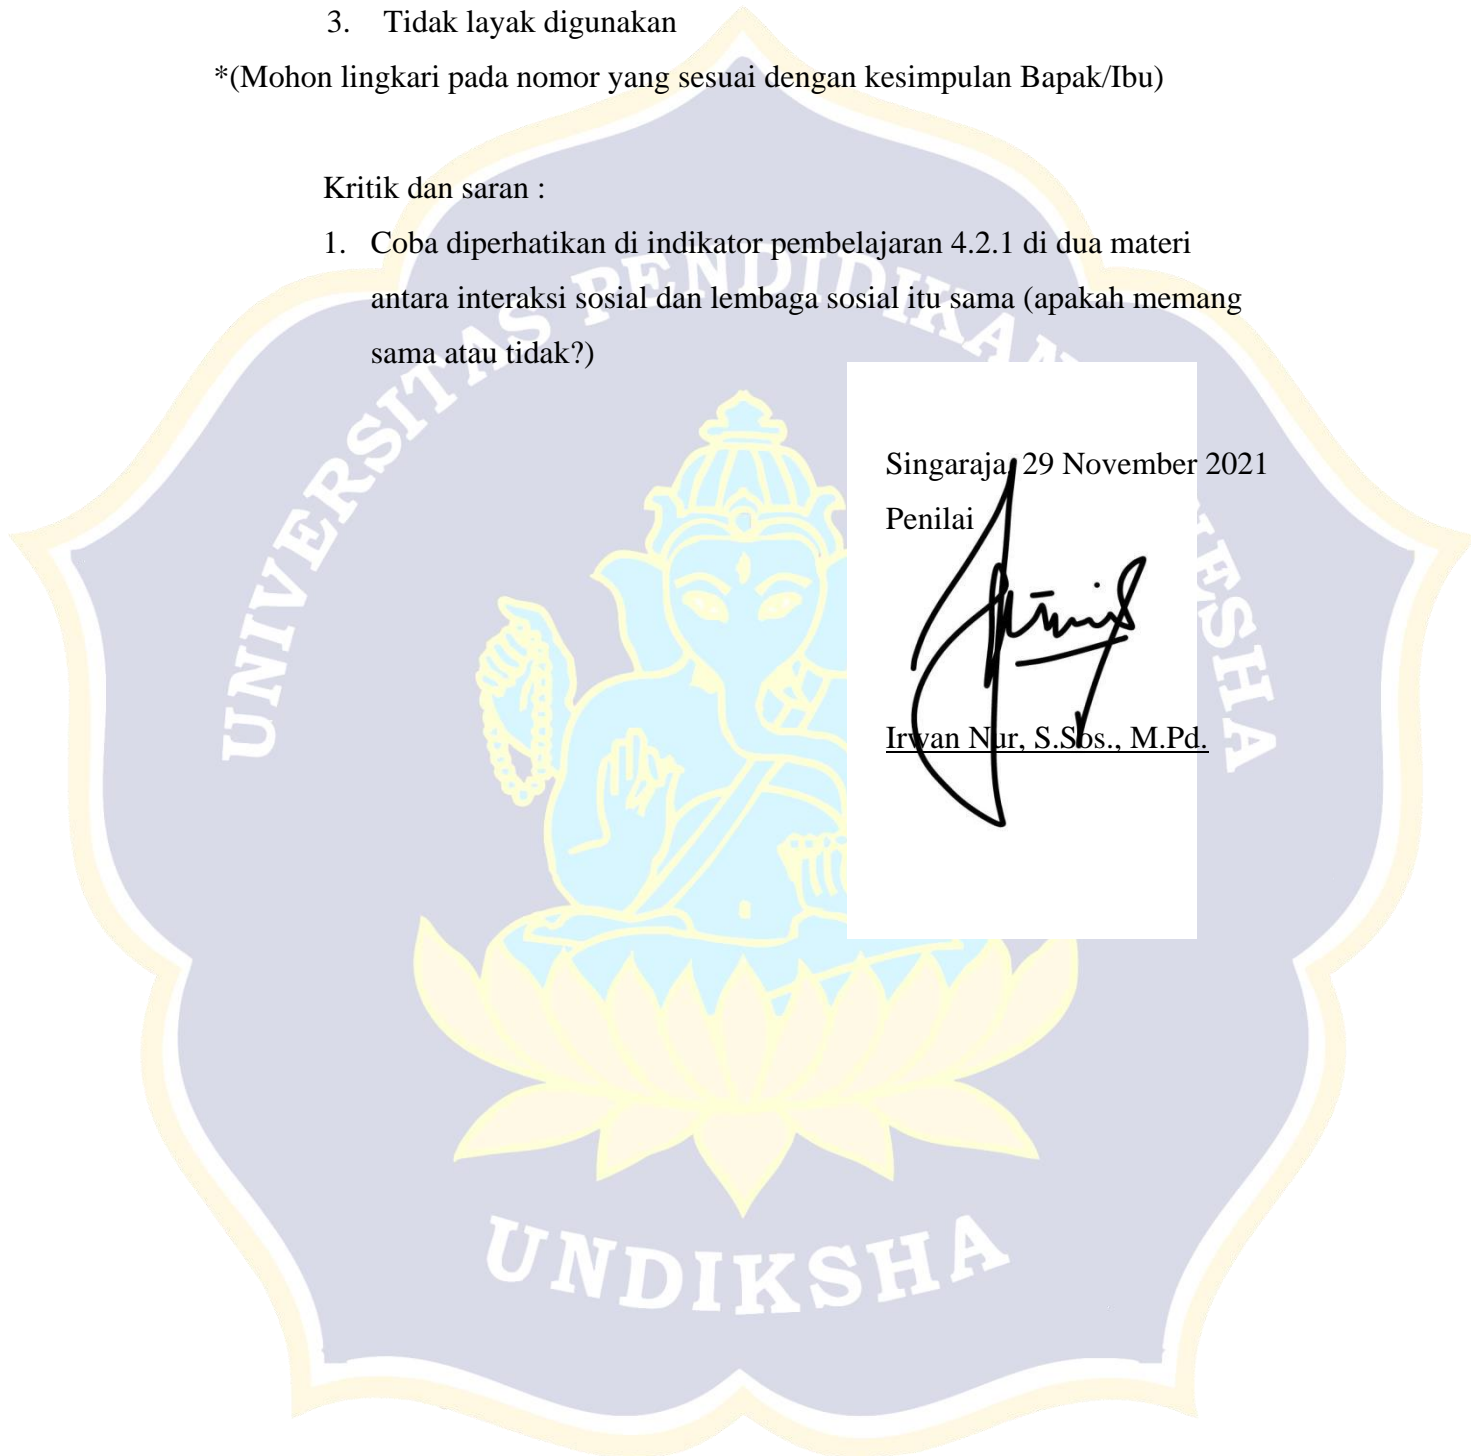 3. Tidak layak digunakan
*(Mohon lingkari pada nomor yang sesuai dengan kesimpulan Bapak/Ibu)
Kritik dan saran :
1. Coba diperhatikan di indikator pembelajaran 4.2.1 di dua materi
antara interaksi sosial dan lembaga sosial itu sama (apakah memang
sama atau tidak?)
Singaraja, 29 November 2021
Penilai
Irwan Nur, S.Sos., M.Pd.
UNIVERSITAS PENDIDIKAN
ESHA
UNDIKSHA